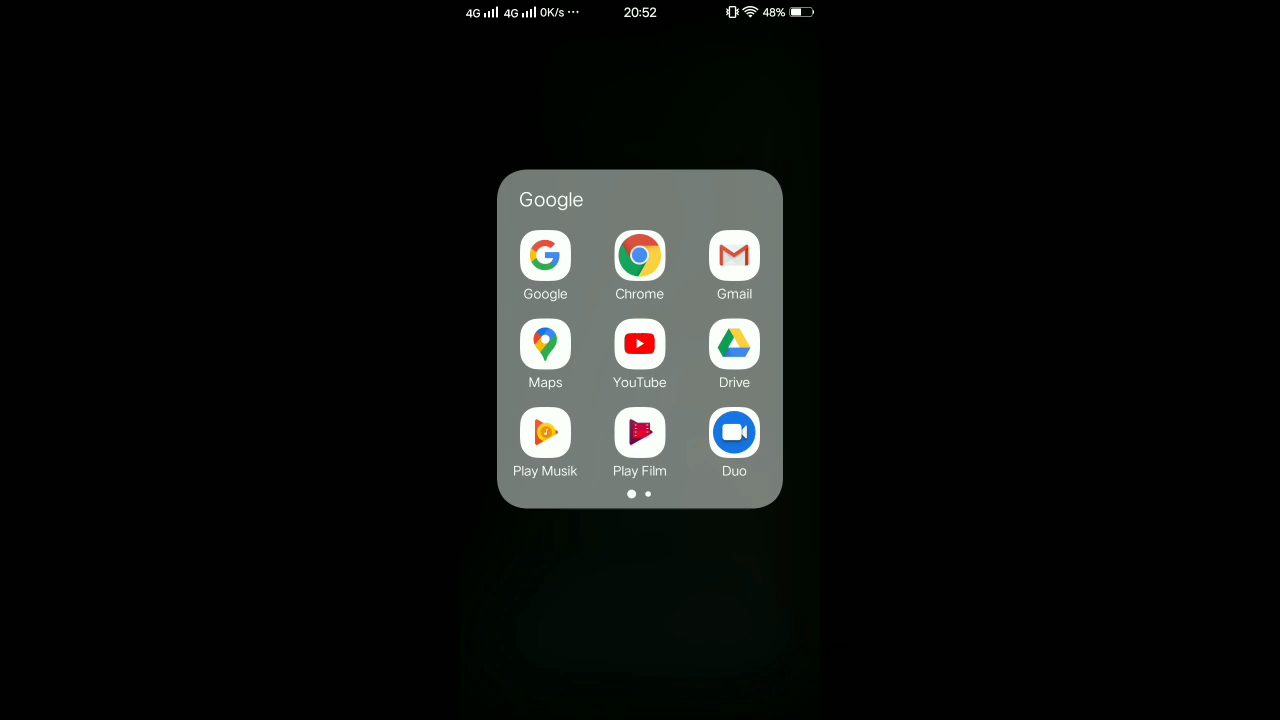 4G 4G 0K/s ... 20:52 48%
Google
Google Chrome Gmail
Maps YouTube Drive
Play Musik Play Film Duo